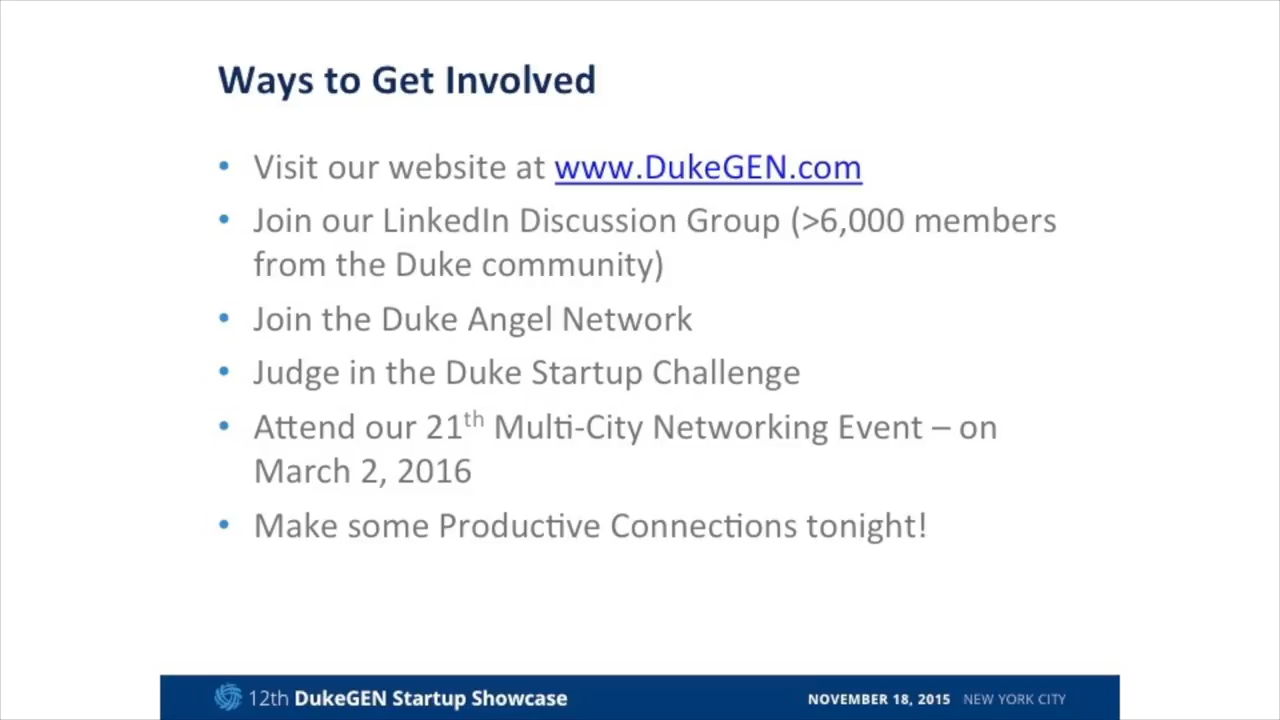 Ways to Get Involved
• Visit our website at www.DukeGEN.com
• Join our LinkedIn Discussion Group (>6,000 members
from the Duke community)
• Join the Duke Angel Network
• Judge in the Duke Startup Challenge
• Attend our 21th Multi-City Networking Event – on
March 2, 2016
• Make some Productive Connections tonight!
12th DukeGEN Startup Showcase
NOVEMBER 18, 2015 NEW YORK CITY